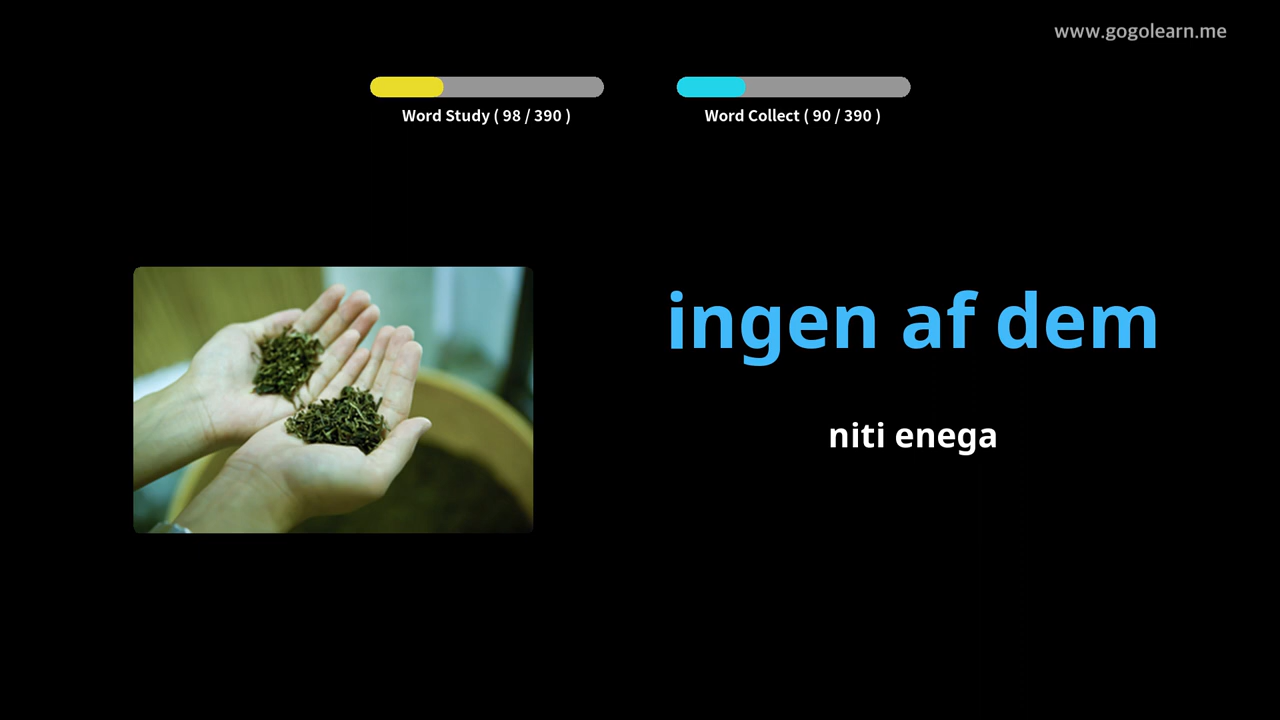 www.gogolearn.me
Word Study ( 98 / 390 )
Word Collect ( 90 / 390 )
ingen af dem
niti enega